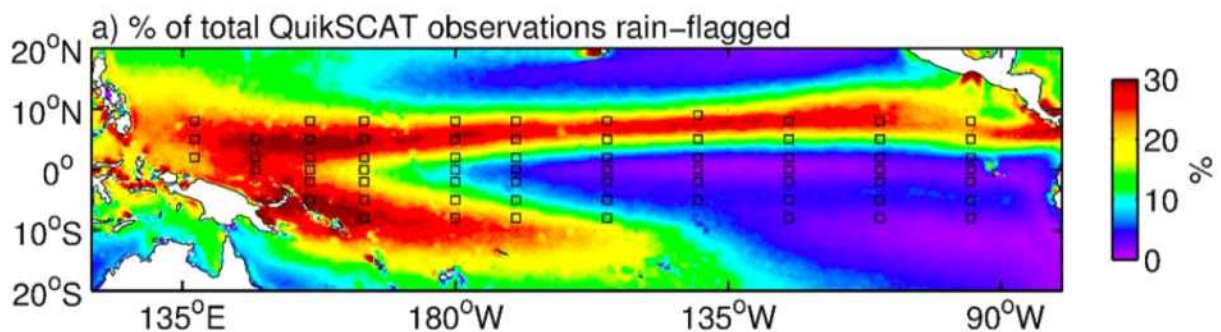 a) % of total QuikSCAT observations rain−flagged
20°N
10°N
0°
10°S
20°S
135°E
180°W
135°W
90°W
30
20
10
0
%